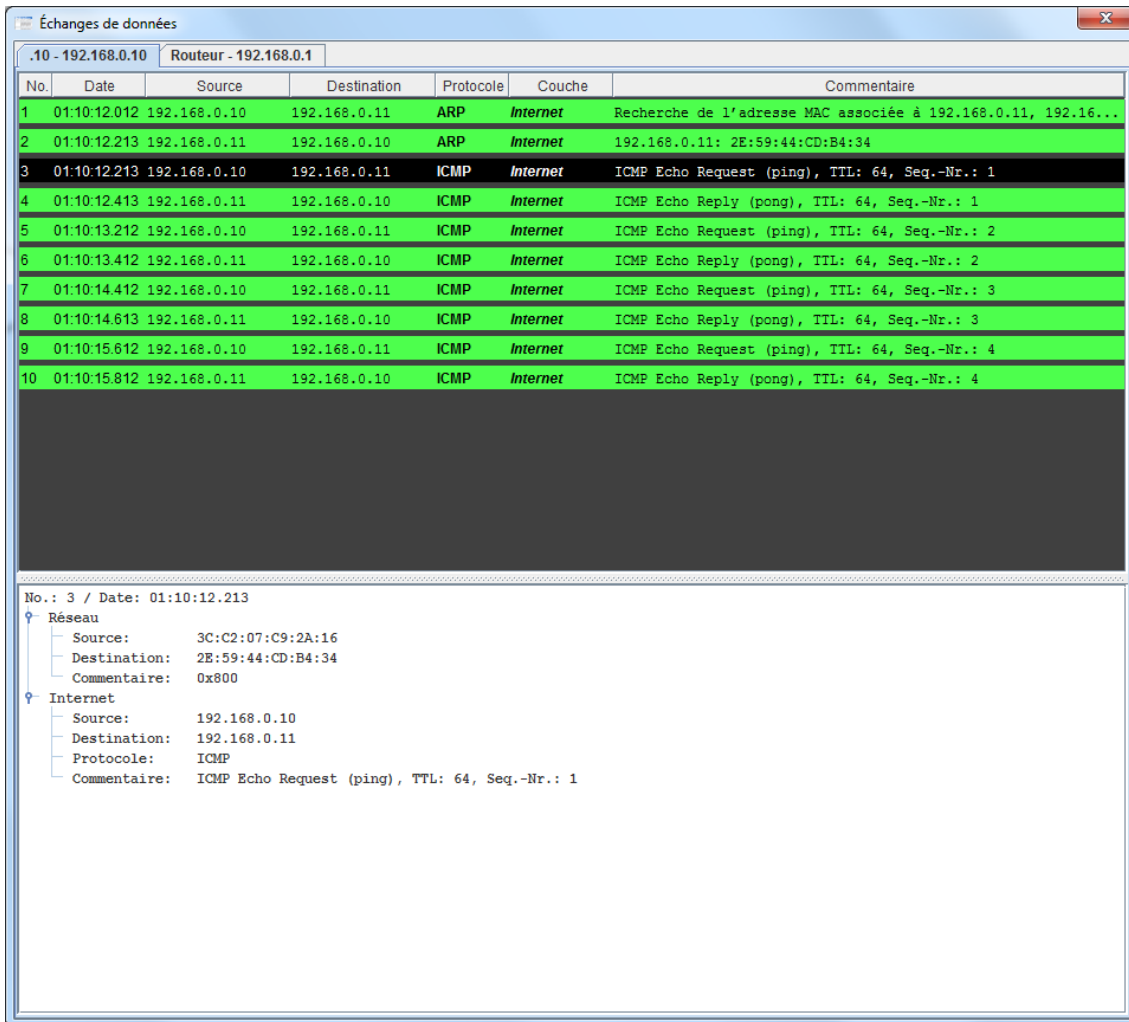 Échanges de données
.10 - 192.168.0.10 Routeur - 192.168.0.1
No. Date Source Destination Protocole Couche Commentaire
1 01:10:12.012 192.168.0.10 192.168.0.11 ARP Internet Recherche de l'adresse MAC associée à 192.168.0.11, 192.16...
2 01:10:12.213 192.168.0.11 192.168.0.10 ARP Internet 192.168.0.11: 2E:59:44:CD:B4:34
3 01:10:12.213 192.168.0.10 192.168.0.11 ICMP Internet ICMP Echo Request (ping), TTL: 64, Seq.-Nr.: 1
4 01:10:12.413 192.168.0.11 192.168.0.10 ICMP Internet ICMP Echo Reply (pong), TTL: 64, Seq.-Nr.: 1
5 01:10:13.212 192.168.0.10 192.168.0.11 ICMP Internet ICMP Echo Request (ping), TTL: 64, Seq.-Nr.: 2
6 01:10:13.412 192.168.0.11 192.168.0.10 ICMP Internet ICMP Echo Reply (pong), TTL: 64, Seq.-Nr.: 2
7 01:10:14.412 192.168.0.10 192.168.0.11 ICMP Internet ICMP Echo Request (ping), TTL: 64, Seq.-Nr.: 3
8 01:10:14.613 192.168.0.11 192.168.0.10 ICMP Internet ICMP Echo Reply (pong), TTL: 64, Seq.-Nr.: 3
9 01:10:15.612 192.168.0.10 192.168.0.11 ICMP Internet ICMP Echo Request (ping), TTL: 64, Seq.-Nr.: 4
10 01:10:15.812 192.168.0.11 192.168.0.10 ICMP Internet ICMP Echo Reply (pong), TTL: 64, Seq.-Nr.: 4
No.: 3 / Date: 01:10:12.213
Réseau
Source: 3C:C2:07:C9:2A:16
Destination: 2E:59:44:CD:B4:34
Commentaire: 0x800
Internet
Source: 192.168.0.10
Destination: 192.168.0.11
Protocole: ICMP
Commentaire: ICMP Echo Request (ping), TTL: 64, Seq.-Nr.: 1